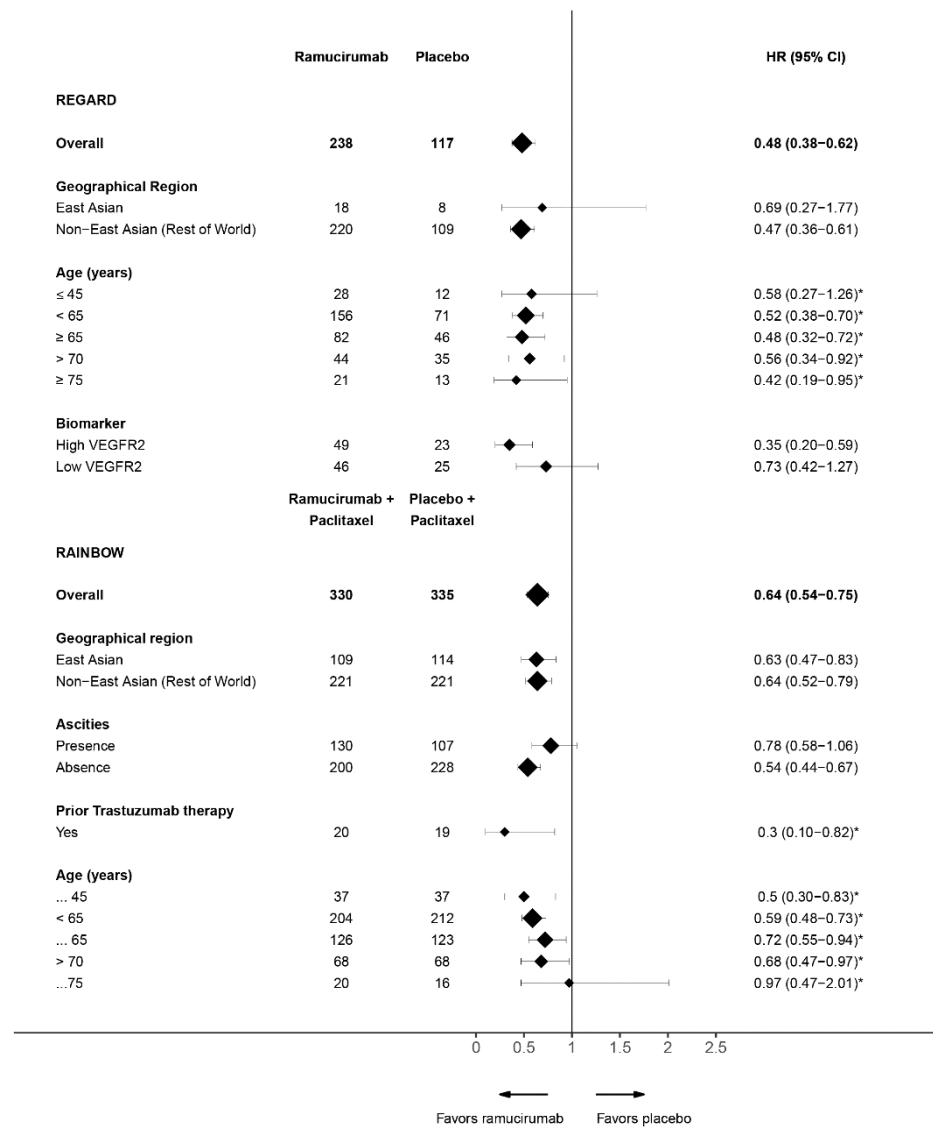 Ramucirumab Placebo HR (95% CI)
REGARD
Overall 238 117 0.48 (0.38−0.62)
Geographical Region
East Asian 18 8 0.69 (0.27−1.77)
Non−East Asian (Rest of World) 220 109 0.47 (0.36−0.61)
Age (years)
≤ 45 28 12 0.58 (0.27−1.26)*
< 65 156 71 0.52 (0.38−0.70)*
≥ 65 82 46 0.48 (0.32−0.72)*
> 70 44 35 0.56 (0.34−0.92)*
≥ 75 21 13 0.42 (0.19−0.95)*
Biomarker
High VEGFR2 49 23 0.35 (0.20−0.59)
Low VEGFR2 46 25 0.73 (0.42−1.27)
Ramucirumab + Placebo +
Paclitaxel Paclitaxel
RAINBOW
Overall 330 335 0.64 (0.54−0.75)
Geographical region
East Asian 109 114 0.63 (0.47−0.83)
Non−East Asian (Rest of World) 221 221 0.64 (0.52−0.79)
Ascities
Presence 130 107 0.78 (0.58−1.06)
Absence 200 228 0.54 (0.44−0.67)
Prior Trastuzumab therapy
Yes 20 19 0.3 (0.10−0.82)*
Age (years)
... 45 37 37 0.5 (0.30−0.83)*
< 65 204 212 0.59 (0.48−0.73)*
... 65 126 123 0.72 (0.55−0.94)*
> 70 68 68 0.68 (0.47−0.97)*
...75 20 16 0.97 (0.47−2.01)*
0 0.5 1 1.5 2 2.5
Favors ramucirumab Favors placebo